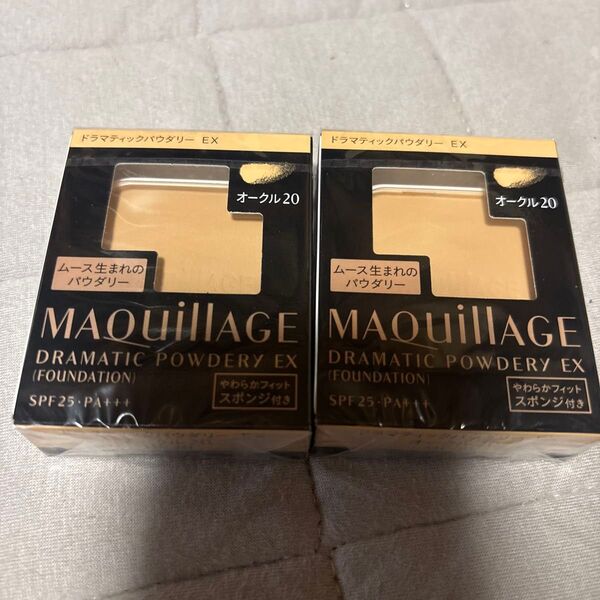 ドラマティックパウダリー EX
オークル20
ムース生まれの
パウダリー
MAQuillAGE
DRAMATIC POWDERY EX
(FOUNDATION)
SPF25・PA+++
やわらかフィット
スポンジ付き
ドラマティックパウダリー EX
オークル20
ムース生まれの
パウダリー
MAQuillAGE
DRAMATIC POWDERY EX
(FOUNDATION)
SPF25・PA+++
やわらかフィット
スポンジ付き